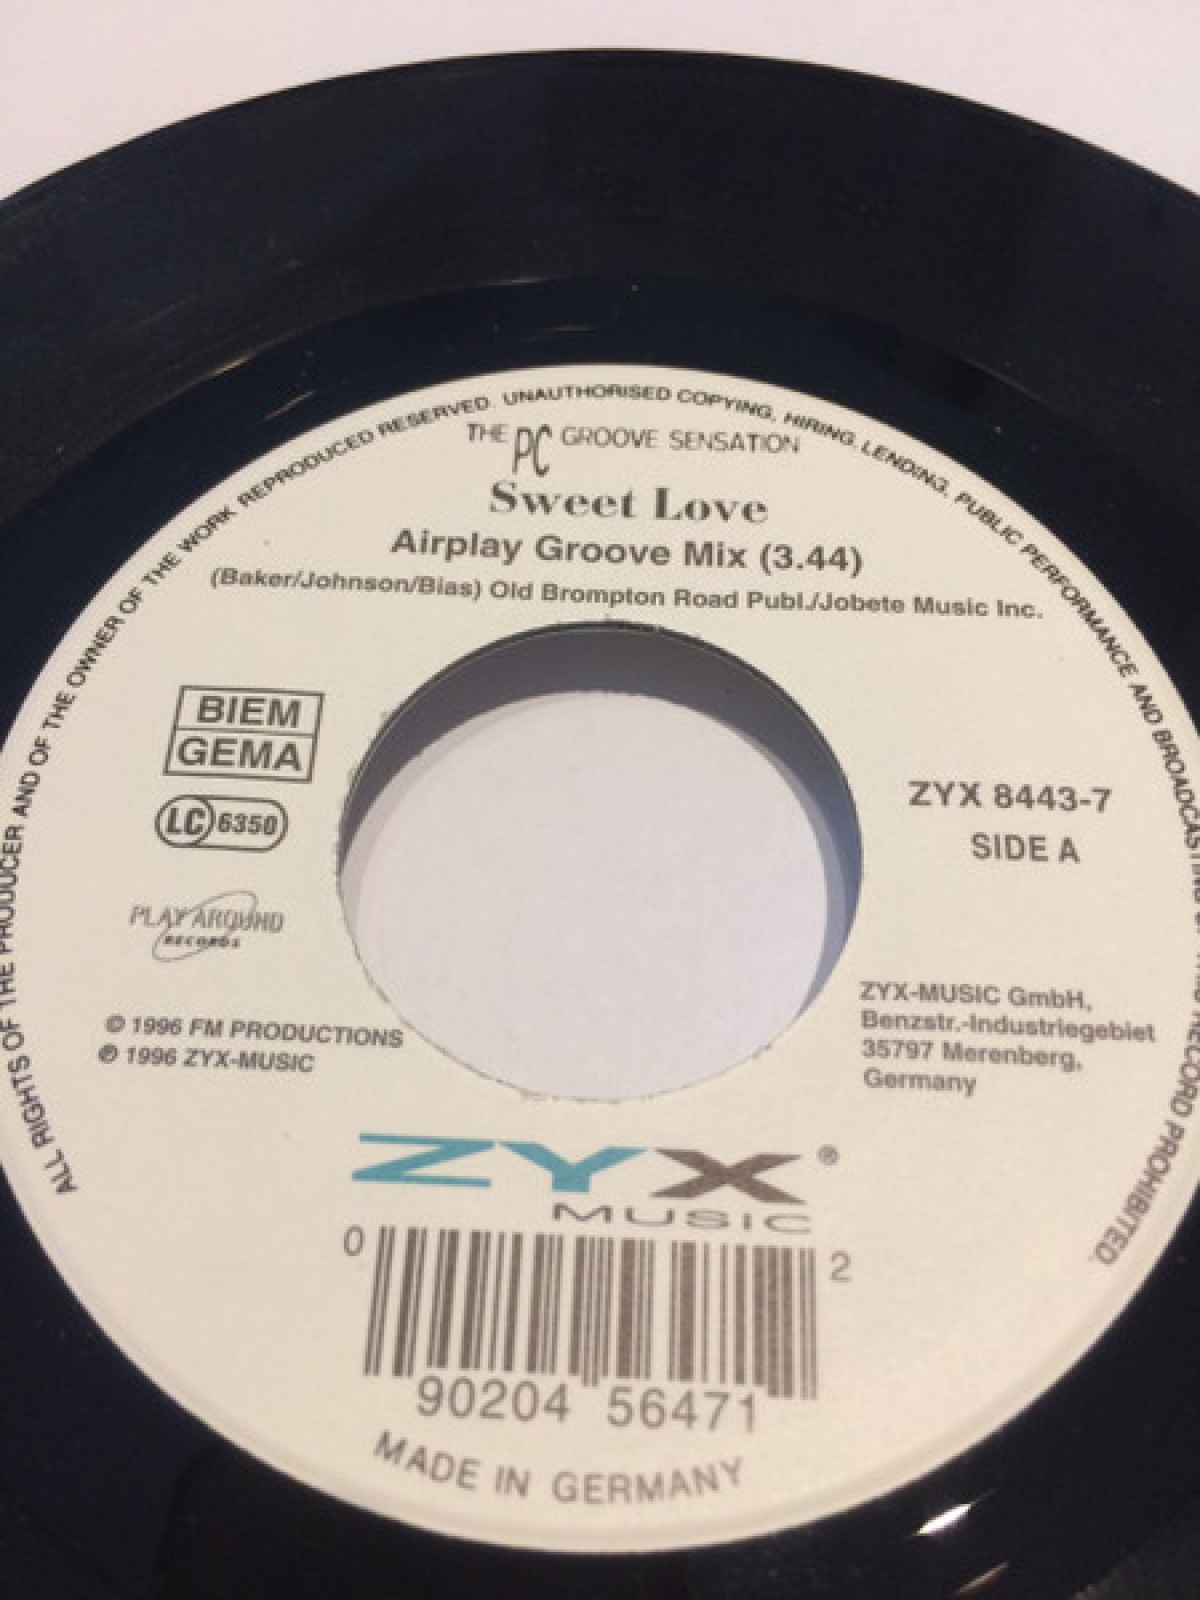 ALL RIGHTS OF THE PRODUCER AND OF THE OWNER OF THE WORK REPRODUCED RESERVED. UNAUTHORISED COPYING, HIRING, LENDING, PUBLIC PERFORMANCE AND BROADCASTING OF THIS RECORD PROHIBITED.
THE PC GROOVE SENSATION
Sweet Love
Airplay Groove Mix (3.44)
(Baker/Johnson/Bias) Old Brompton Road Publ./Jobete Music Inc.
BIEM
GEMA
LC 6350
PLAY AROUND
RECORDS
© 1996 FM PRODUCTIONS
℗ 1996 ZYX-MUSIC
ZYX 8443-7
SIDE A
ZYX-MUSIC GmbH,
Benzstr.-Industriegebiet
35797 Merenberg,
Germany
ZYX®
MUSIC
0 90204 56471 2
MADE IN GERMANY